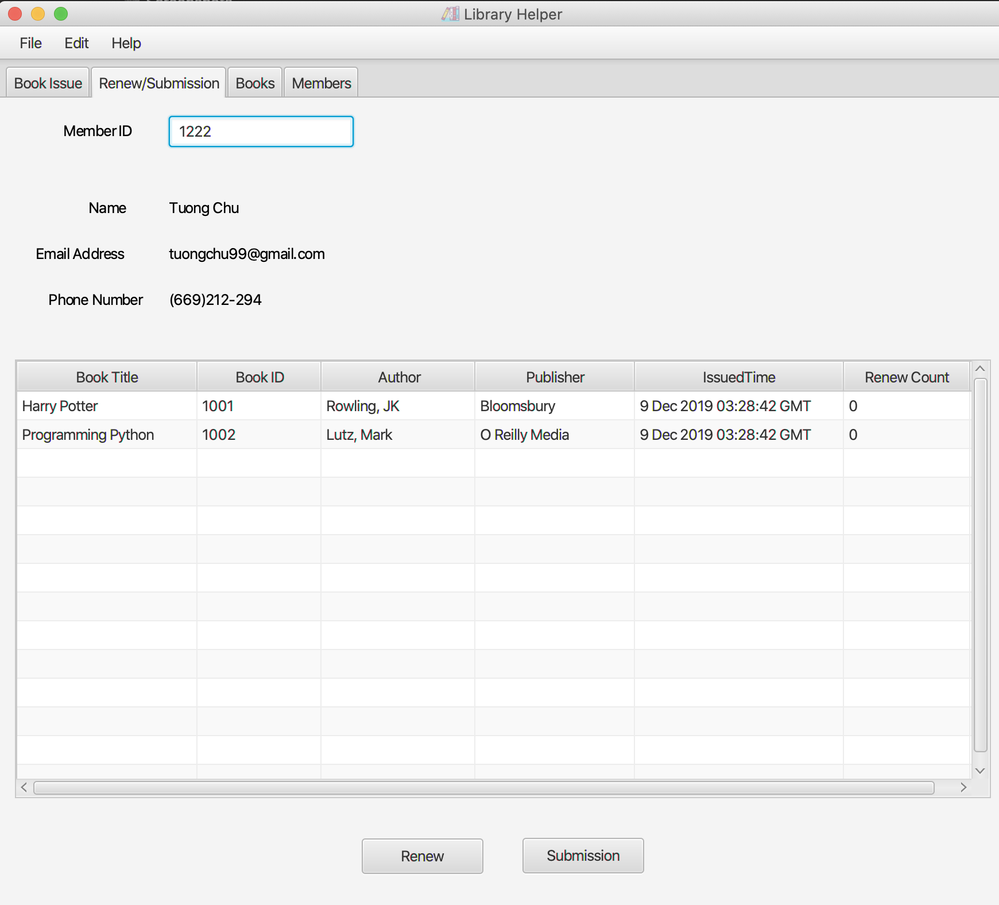 Library Helper
File Edit Help
Book Issue Renew/Submission Books Members
Member ID 1222
Name Tuong Chu
Email Address tuongchu99@gmail.com
Phone Number (669)212-294
Book Title Book ID Author Publisher IssuedTime Renew Count
Harry Potter 1001 Rowling, JK Bloomsbury 9 Dec 2019 03:28:42 GMT 0
Programming Python 1002 Lutz, Mark O Reilly Media 9 Dec 2019 03:28:42 GMT 0
Renew Submission